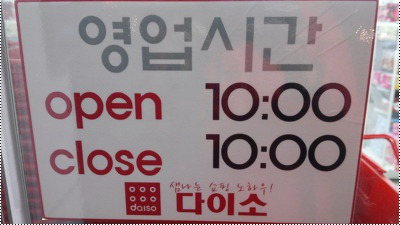 영업시간
open 10:00
close 10:00
샘나는 쇼핑 노하우!
daiso 다이소